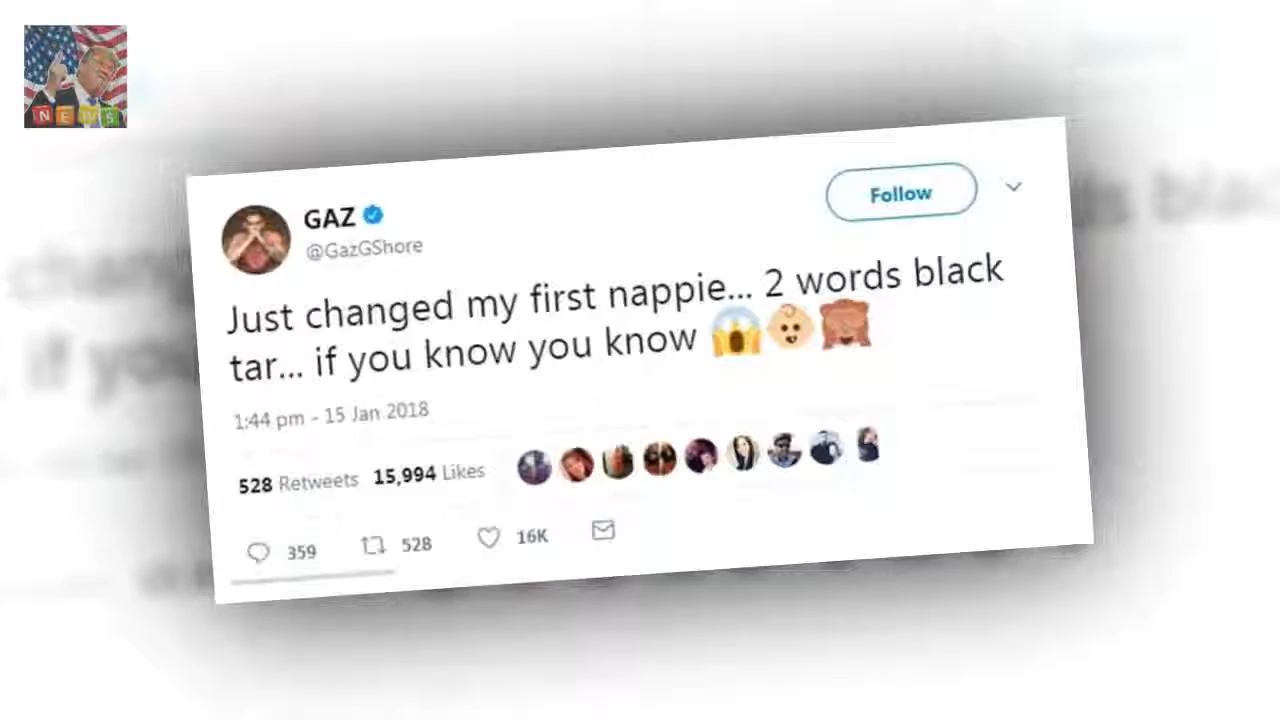 NEWS
GAZ
@GazGShore
Follow
Just changed my first nappie... 2 words black
tar... if you know you know 😱👶🙈
1:44 pm - 15 Jan 2018
528 Retweets 15,994 Likes
359 528 16K